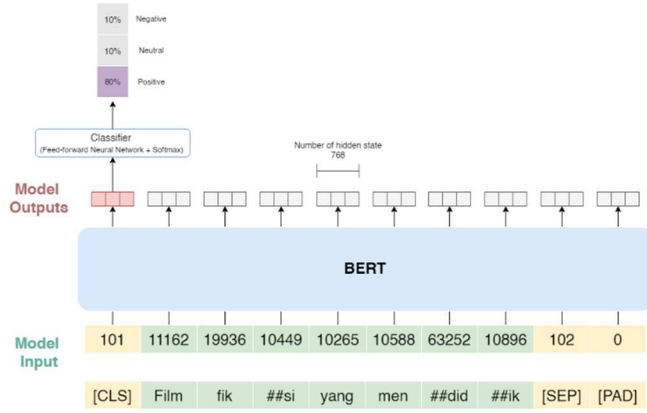 10% Negative
10% Neutral
80% Positive
Classifier
(Feed-forward Neural Network + Softmax)
Number of hidden state
768
Model
Outputs
BERT
Model
Input
101 11162 19936 10449 10265 10588 63252 10896 102 0
[CLS] Film fik ##si yang men ##did ##ik [SEP] [PAD]